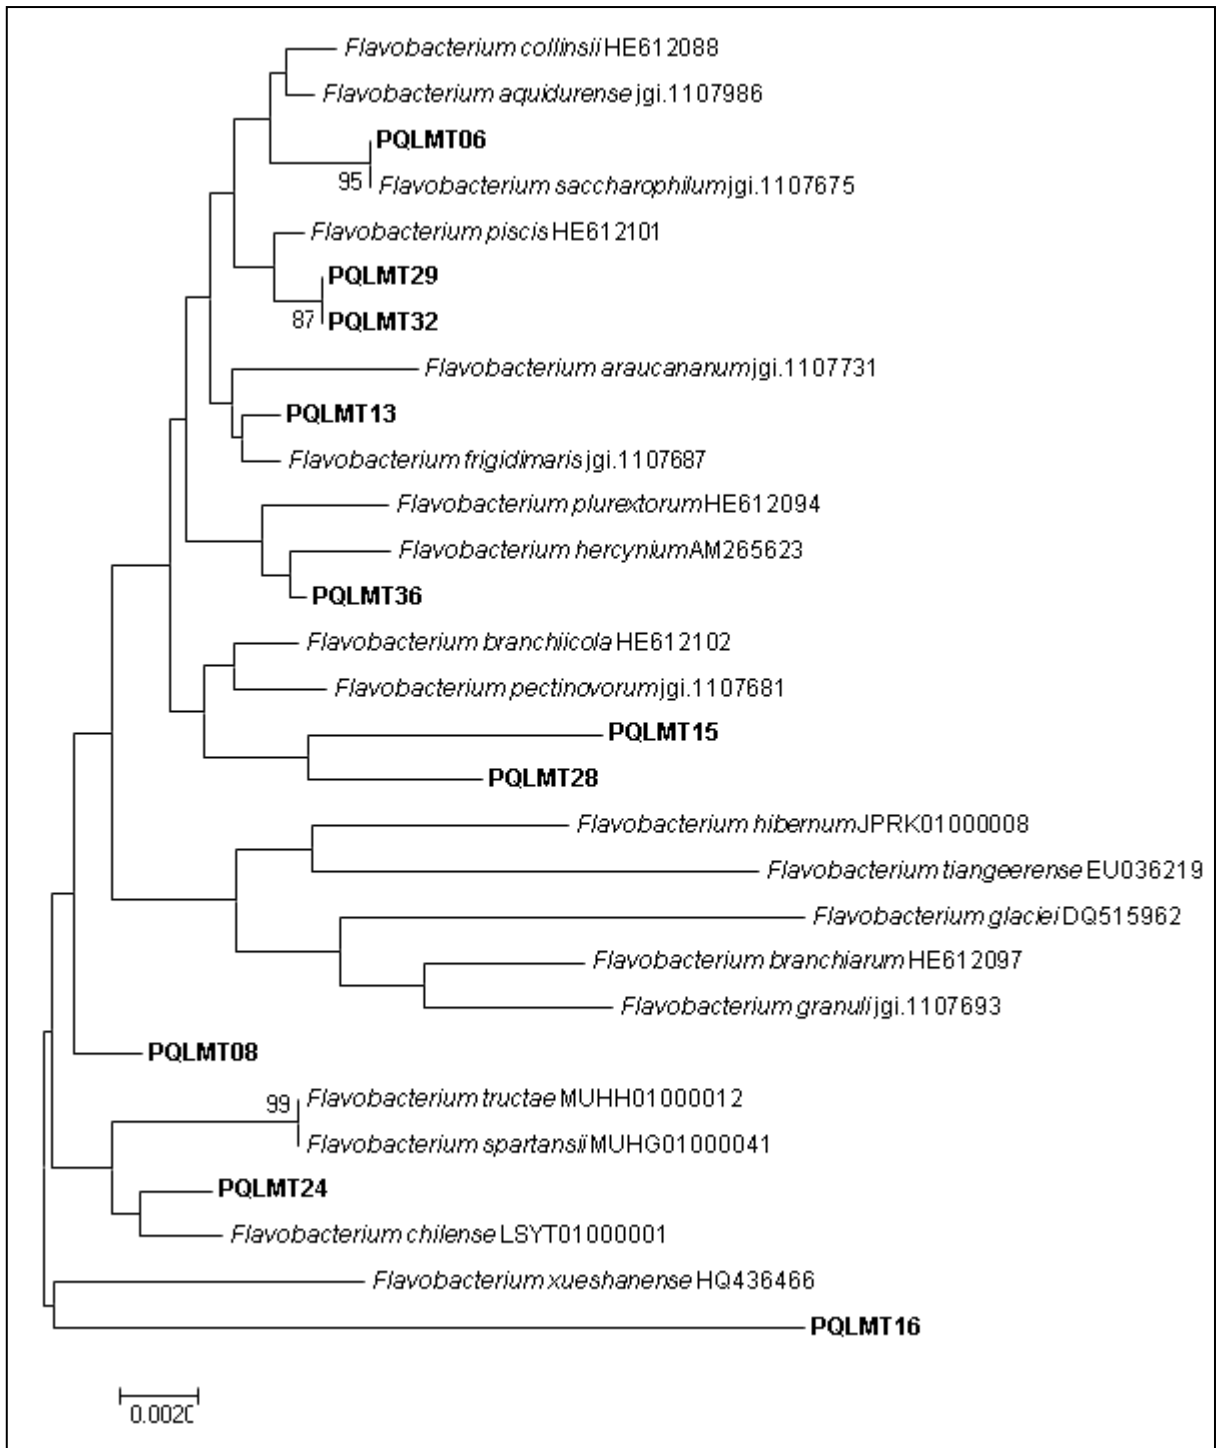 Flavobacterium collinsii HE612088
Flavobacterium aquidurense jgi.1107986
PQLMT06
95 Flavobacterium saccharophilum jgi.1107675
Flavobacterium piscis HE612101
PQLMT29
87 PQLMT32
Flavobacterium araucananum jgi.1107731
PQLMT13
Flavobacterium frigidimaris jgi.1107687
Flavobacterium plurextorum HE612094
Flavobacterium hercynium AM265623
PQLMT36
Flavobacterium branchiicola HE612102
Flavobacterium pectinovorum jgi.1107681
PQLMT15
PQLMT28
Flavobacterium hibernum JPRK01000008
Flavobacterium tiangeerense EU036219
Flavobacterium glaciei DQ515962
Flavobacterium branchiarum HE612097
Flavobacterium granuli jgi.1107693
PQLMT08
99 Flavobacterium tructae MUHH01000012
Flavobacterium spartansii MUHG01000041
PQLMT24
Flavobacterium chilense LSYT01000001
Flavobacterium xueshanense HQ436466
PQLMT16
0.0020